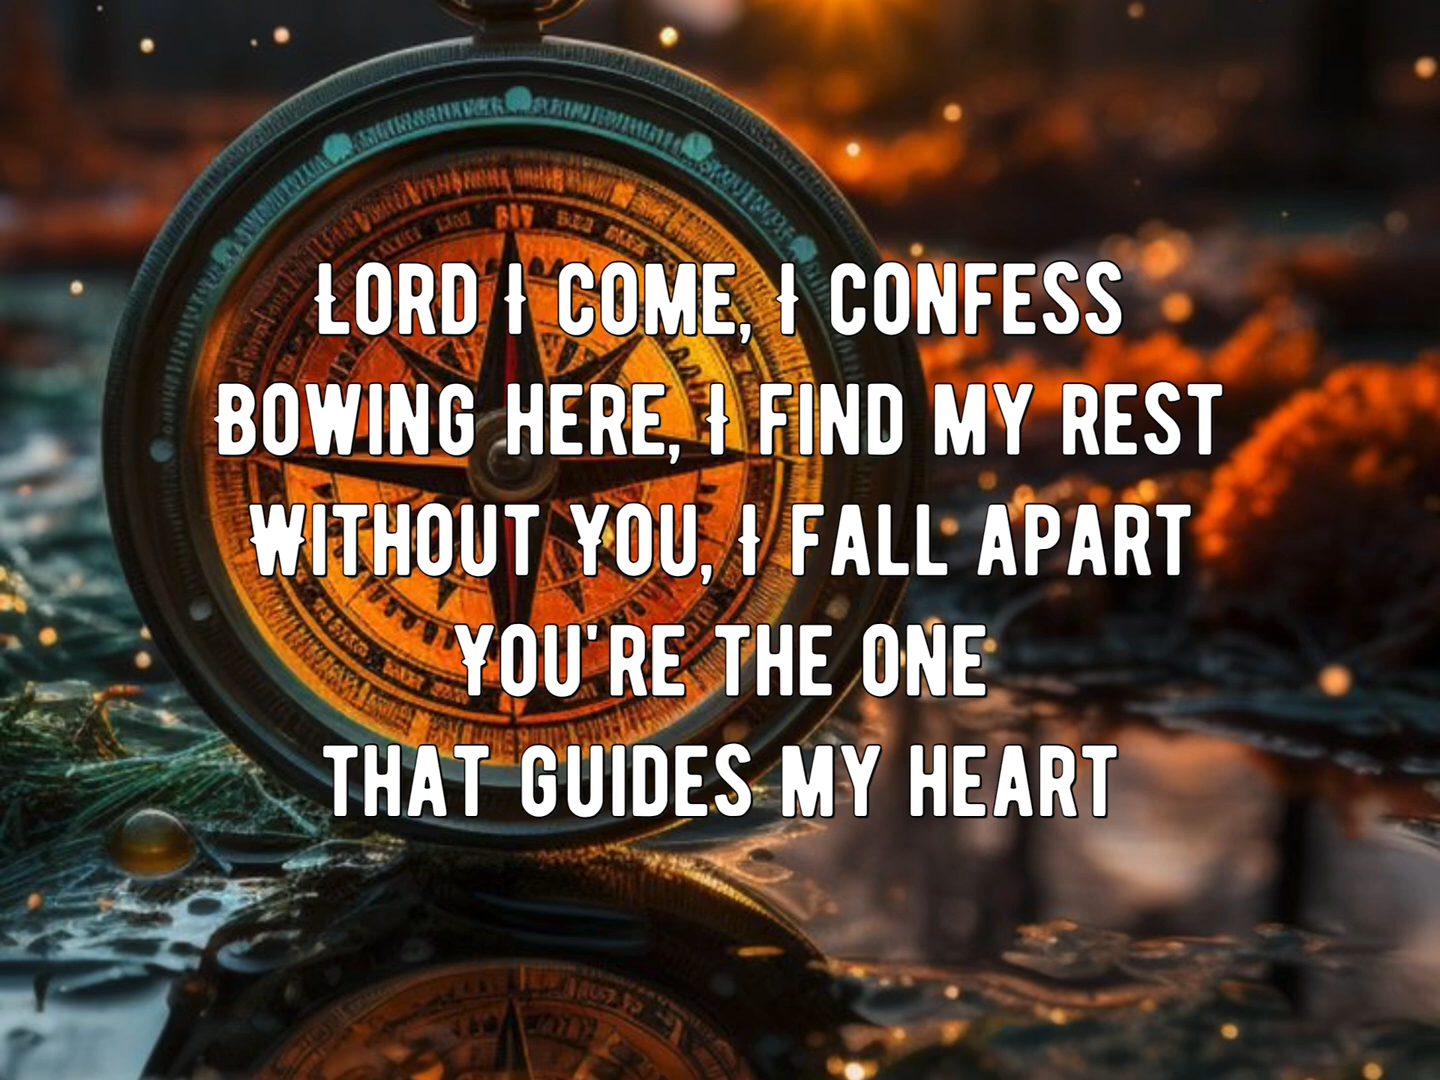 Lord I come, I confess
Bowing here, I find my rest
Without You, I fall apart
You're the One
that guides my heart